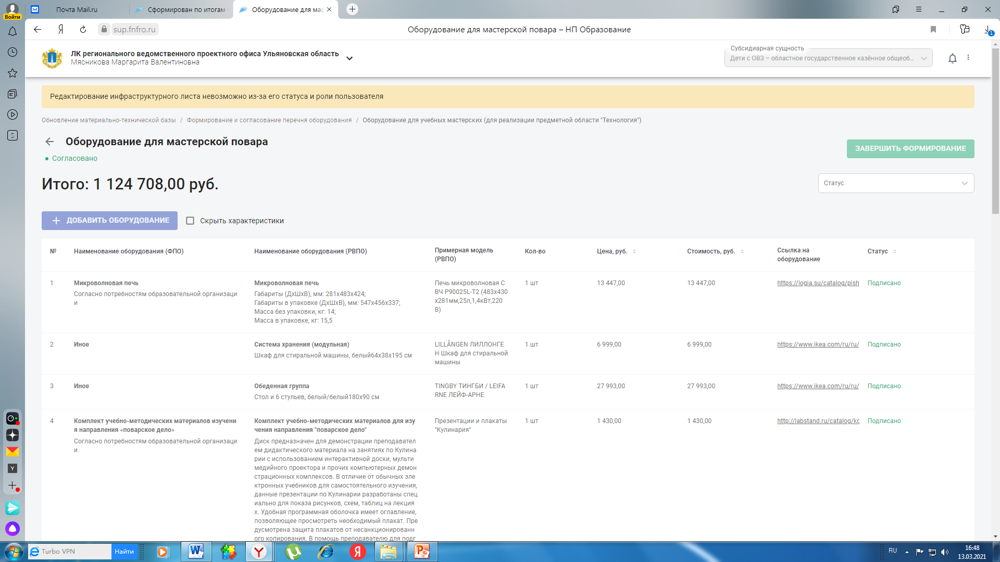 Войти
Почта Mail.ru
Сформирован по итогам
Оборудование для мас
sup.fnfro.ru
Оборудование для мастерской повара – НП Образование
1
ЛК регионального ведомственного проектного офиса Ульяновская область
Мясникова Маргарита Валентиновна
Субсидиарная сущность
Дети с ОВЗ – областное государственное казённое общеоб...
Редактирование инфраструктурного листа невозможно из-за его статуса и роли пользователя
Обновление материально-технической базы / Формирование и согласование перечня оборудования / Оборудование для учебных мастерских (для реализации предметной области "Технология")
5
Оборудование для мастерской повара
Согласовано
ЗАВЕРШИТЬ ФОРМИРОВАНИЕ
Итого: 1 124 708,00 руб.
Статус
ДОБАВИТЬ ОБОРУДОВАНИЕ
Скрыть характеристики
№
Наименование оборудования (ФПО)
Наименование оборудования (РВПО)
Примерная модель
(РВПО)
Кол-во
Цена, руб.
Стоимость, руб.
Ссылка на
оборудование
Статус
1
Микроволновая печь
Согласно потребностям образовательной организаци
и
Микроволновая печь
Габариты (ДхШхВ), мм: 281x483x424;
Габариты в упаковке (ДхШхВ), мм: 547x456x337;
Масса без упаковки, кг: 14;
Масса в упаковке, кг: 15,5
Печь микроволновая С
ВЧ P90025L-T2 (483x430
x281мм,25л,1,4кВт,220
В)
1 шт
13 447,00
13 447,00
https://logia.su/catalog/pish
Подписано
2
Иное
Система хранения (модульная)
Шкаф для стиральной машины, белый64x38x195 см
LILLÅNGEN ЛИЛЛОНГЕ
Н Шкаф для стиральной
машины
1 шт
6 999,00
6 999,00
https://www.ikea.com/ru/ru/
Подписано
3
Иное
Обеденная группа
Стол и 6 стульев, белый/белый180x90 см
TINGBY ТИНГБИ / LEIFA
RNE ЛЕЙФ-АРНЕ
1 шт
27 993,00
27 993,00
https://www.ikea.com/ru/ru/
Подписано
4
Комплект учебно-методических материалов изучени
я направления «поварское дело»
Согласно потребностям образовательной организаци
и
Комплект учебно-методических материалов для изу
чения направления "поварское дело"
Диск предназначен для демонстрации преподавател
ем дидактического материала на занятиях по Кулина
рии с использованием интерактивной доски, мульти
медийного проектора и прочих компьютерных демон
страционных комплексов. В отличие от обычных эле
ктронных учебников для самостоятельного изучения,
данные презентации по Кулинарии разработаны спец
иально для показа рисунков, схем, таблиц на лекция
х. Удобная программная оболочка имеет оглавление,
позволяющее просмотреть необходимый плакат. Пре
дусмотрена защита плакатов от несанкционированн
ого копирования. В помощь преподавателю для подг
Презентации и плакаты
"Кулинария"
1 шт
1 430,00
1 430,00
http://labstand.ru/catalog/kc
Подписано
Turbo VPN
Найти
RU
16:48
13.03.2021